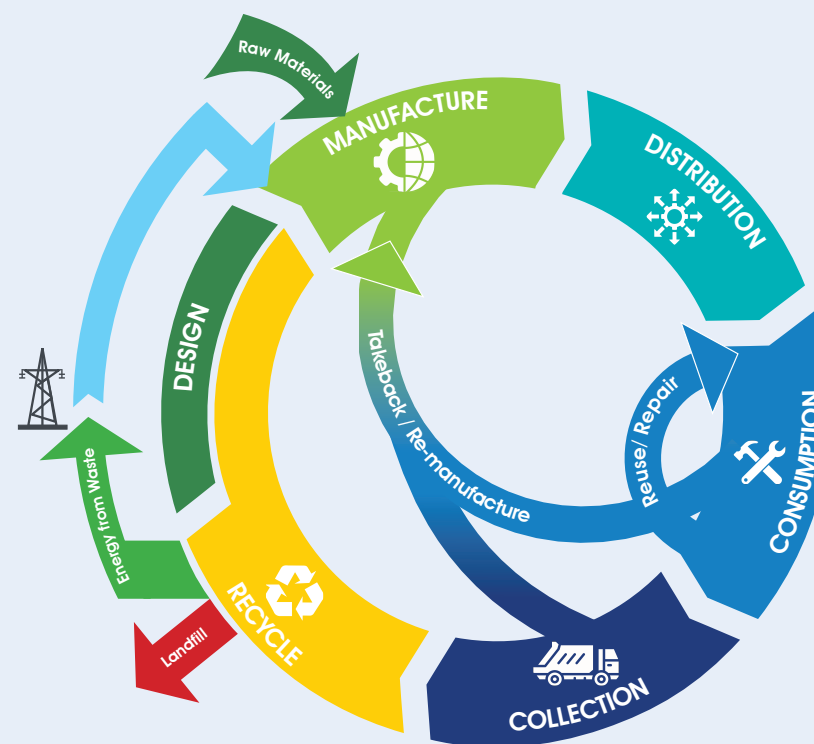 Raw Materials
MANUFACTURE
DISTRIBUTION
DESIGN
Takeback / Re-manufacture
Reuse/ Repair
CONSUMPTION
Energy from Waste
RECYCLE
Landfill
COLLECTION